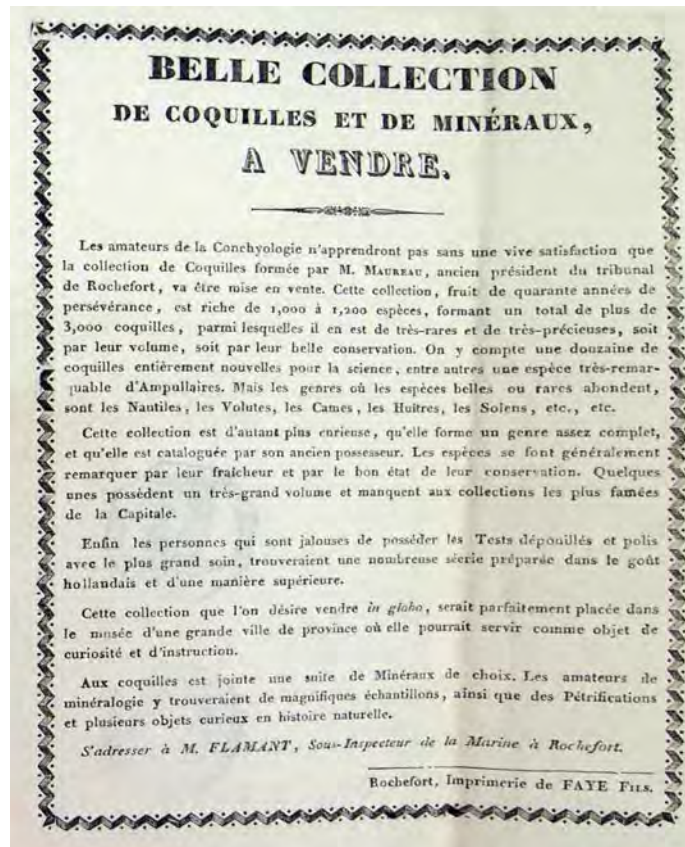 BELLE COLLECTION
DE COQUILLES ET DE MINÉRAUX,
A VENDRE.
Les amateurs de la Conchyologie n'apprendront pas sans une vive satisfaction que
la collection de Coquilles formée par M. MAUREAU, ancien président du tribunal
de Rochefort, va être mise en vente. Cette collection, fruit de quarante années de
persévérance, est riche de 1,000 à 1,200 espèces, formant un total de plus de
3,000 coquilles, parmi lesquelles il en est de très-rares et de très-précieuses, soit
par leur volume, soit par leur belle conservation. On y compte une douzaine de
coquilles entièrement nouvelles pour la science, entre autres une espèce très-remar-
quable d'Ampullaires. Mais les genres où les espèces belles ou rares abondent,
sont les Nautiles, les Volutes, les Cames, les Huîtres, les Solens, etc., etc.
Cette collection est d'autant plus curieuse, qu'elle forme un genre assez complet,
et qu'elle est cataloguée par son ancien possesseur. Les espèces se font généralement
remarquer par leur fraîcheur et par le bon état de leur conservation. Quelques
unes possèdent un très-grand volume et manquent aux collections les plus famées
de la Capitale.
Enfin les personnes qui sont jalouses de posséder les Tests dépouillés et polis
avec le plus grand soin, trouveraient une nombreuse série préparée dans le goût
hollandais et d'une manière supérieure.
Cette collection que l'on désire vendre in globo, serait parfaitement placée dans
le musée d'une grande ville de province où elle pourrait servir comme objet de
curiosité et d'instruction.
Aux coquilles est jointe une suite de Minéraux de choix. Les amateurs de
minéralogie y trouveraient de magnifiques échantillons, ainsi que des Pétrifications
et plusieurs objets curieux en histoire naturelle.
S'adresser à M. FLAMANT, Sous-Inspecteur de la Marine à Rochefort.
Rochefort, Imprimerie de FAYE FILS.